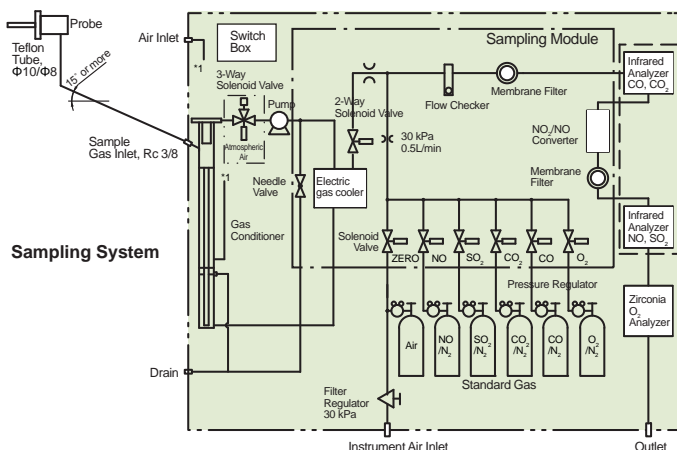 Probe
Teflon
Tube,
Φ10/Φ8
15° or more
Air Inlet
*1
Switch
Box
Sampling Module
3-Way
Solenoid Valve
Pump
2-Way
Solenoid Valve
Flow Checker
Membrane Filter
Infrared
Analyzer
CO, CO₂
Atmospheric
Air
30 kPa
0.5L/min
NO₂/NO
Converter
Sample
Gas Inlet, Rc 3/8
*1
Needle
Valve
Electric
gas cooler
Membrane
Filter
Gas
Conditioner
Solenoid
Valve
Infrared
Analyzer
NO, SO₂
Sampling System
ZERO
NO
SO₂
CO₂
CO
O₂
Pressure Regulator
Zirconia
O₂
Analyzer
Air
NO
/N₂
SO₂
/N₂
CO₂
/N₂
CO
/N₂
O₂
/N₂
Standard Gas
Drain
Filter
Regulator
30 kPa
Instrument Air Inlet
Outlet